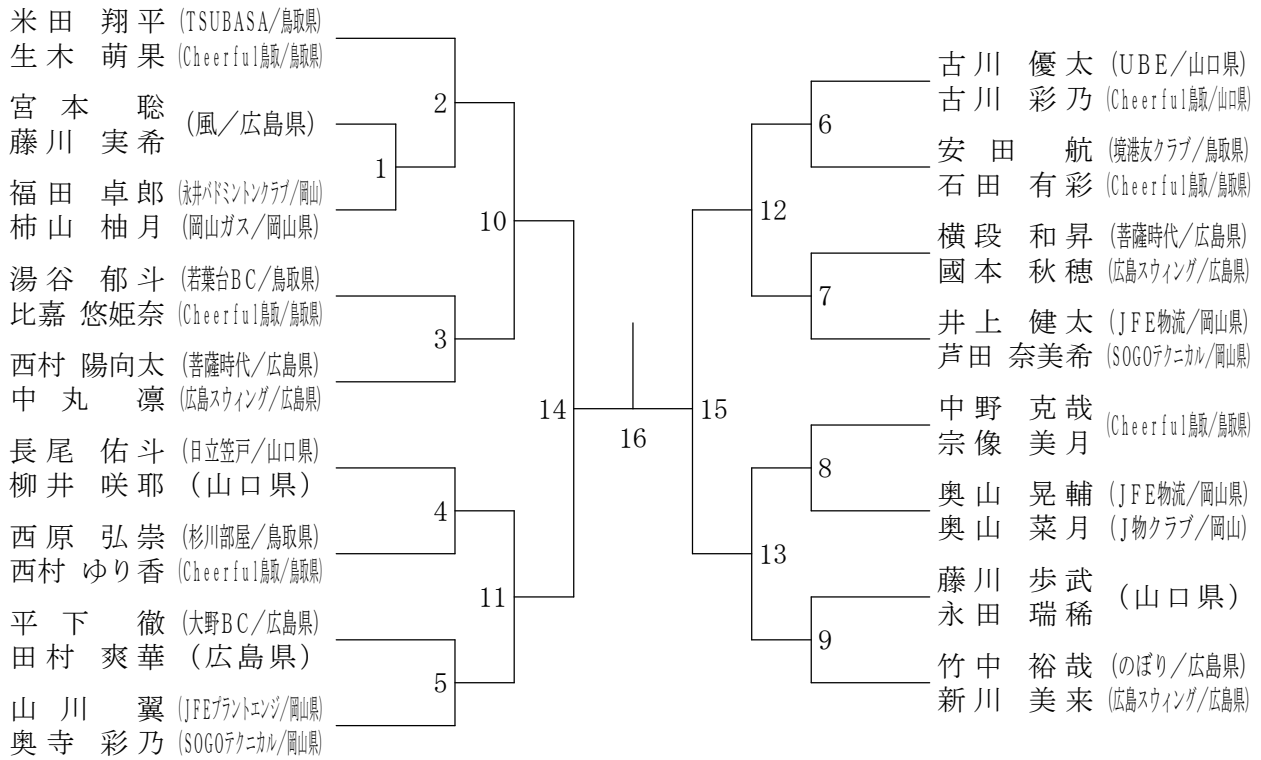 米田 翔平 (TSUBASA/鳥取県)
生木 萌果 (Cheerful鳥取/鳥取県)
2
宮本 聡
藤川 実希
(風/広島県)
1
福田 卓郎 (永井バドミントンクラブ/岡山)
柿山 柚月 (岡山ガス/岡山県)
10
湯谷 郁斗 (若葉台BC/鳥取県)
比嘉 悠姫奈 (Cheerful鳥取/鳥取県)
3
西村 陽向太 (菩薩時代/広島県)
中丸 凛 (広島スウィング/広島県)
14
長尾 佑斗 (日立笠戸/山口県)
柳井 咲耶 (山口県)
4
西原 弘崇 (杉川部屋/鳥取県)
西村 ゆり香 (Cheerful鳥取/鳥取県)
11
平下 徹 (大野BC/広島県)
田村 爽華 (広島県)
5
山川 翼 (JFEプラントエンジ/岡山県)
奥寺 彩乃 (SOGOテクニカル/岡山県)
16
古川 優太 (UBE/山口県)
古川 彩乃 (Cheerful鳥取/山口県)
6
安田 航 (境港友クラブ/鳥取県)
石田 有彩 (Cheerful鳥取/鳥取県)
12
横段 和昇 (菩薩時代/広島県)
國本 秋穂 (広島スウィング/広島県)
7
井上 健太 (JFE物流/岡山県)
芦田 奈美希 (SOGOテクニカル/岡山県)
15
中野 克哉
宗像 美月
(Cheerful鳥取/鳥取県)
8
奥山 晃輔 (JFE物流/岡山県)
奥山 菜月 (J物クラブ/岡山)
13
藤川 歩武
永田 瑞稀
(山口県)
9
竹中 裕哉 (のぼり/広島県)
新川 美来 (広島スウィング/広島県)